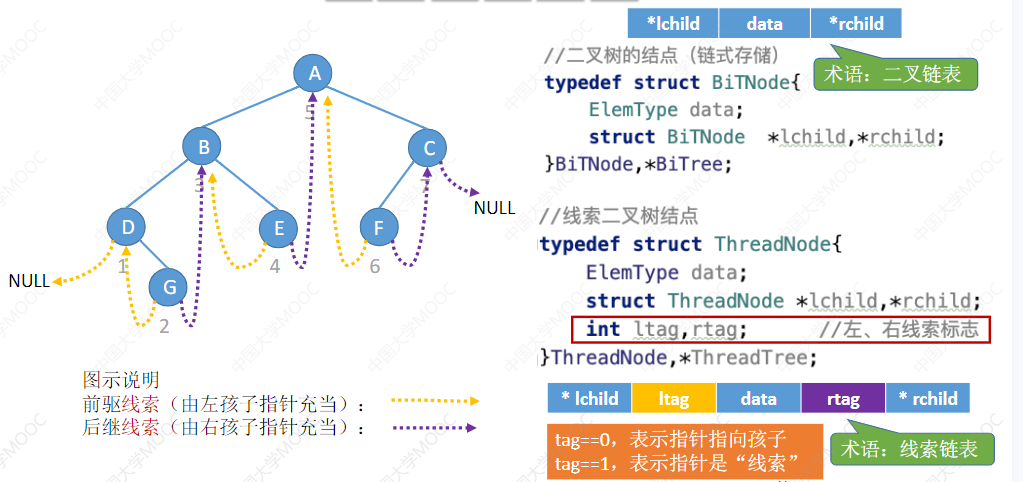 *lchild data *rchild
//二叉树的结点（链式存储）
术语：二叉链表
typedef struct BiTNode{
ElemType data;
struct BiTNode *lchild,*rchild;
}BiTNode,*BiTree;
A
5
B
3
C
7
NULL
D
1
E
4
F
6
NULL
G
2
//线索二叉树结点
typedef struct ThreadNode{
ElemType data;
struct ThreadNode *lchild,*rchild;
int ltag,rtag; //左、右线索标志
}ThreadNode,*ThreadTree;
图示说明
前驱线索（由左孩子指针充当）：
后继线索（由右孩子指针充当）：
* lchild ltag data rtag * rchild
tag==0，表示指针指向孩子
tag==1，表示指针是“线索”
术语：线索链表
中国大学MOOC